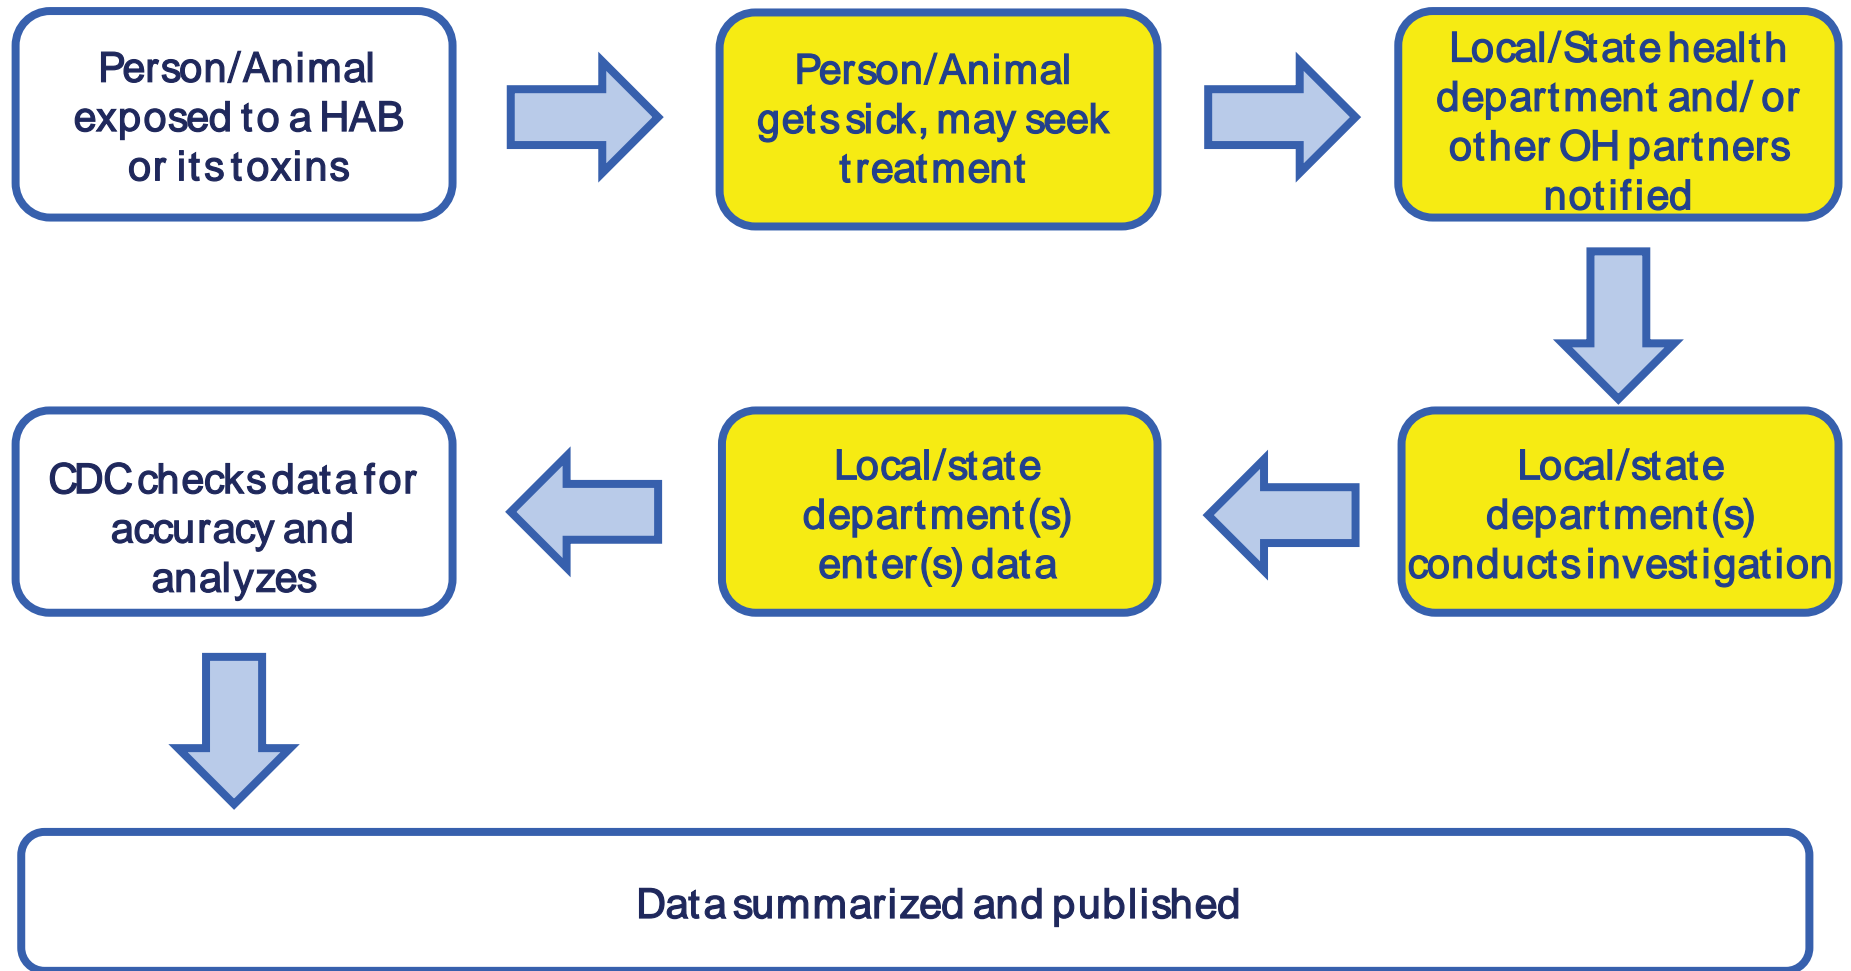 Person/Animal
exposed to a HAB
or its toxins
Person/Animal
gets sick, may seek
treatment
Local/State health
department and/ or
other OH partners
notified
Local/state
department(s)
conducts investigation
Local/state
department(s)
enter(s) data
CDC checks data for
accuracy and
analyzes
Data summarized and published